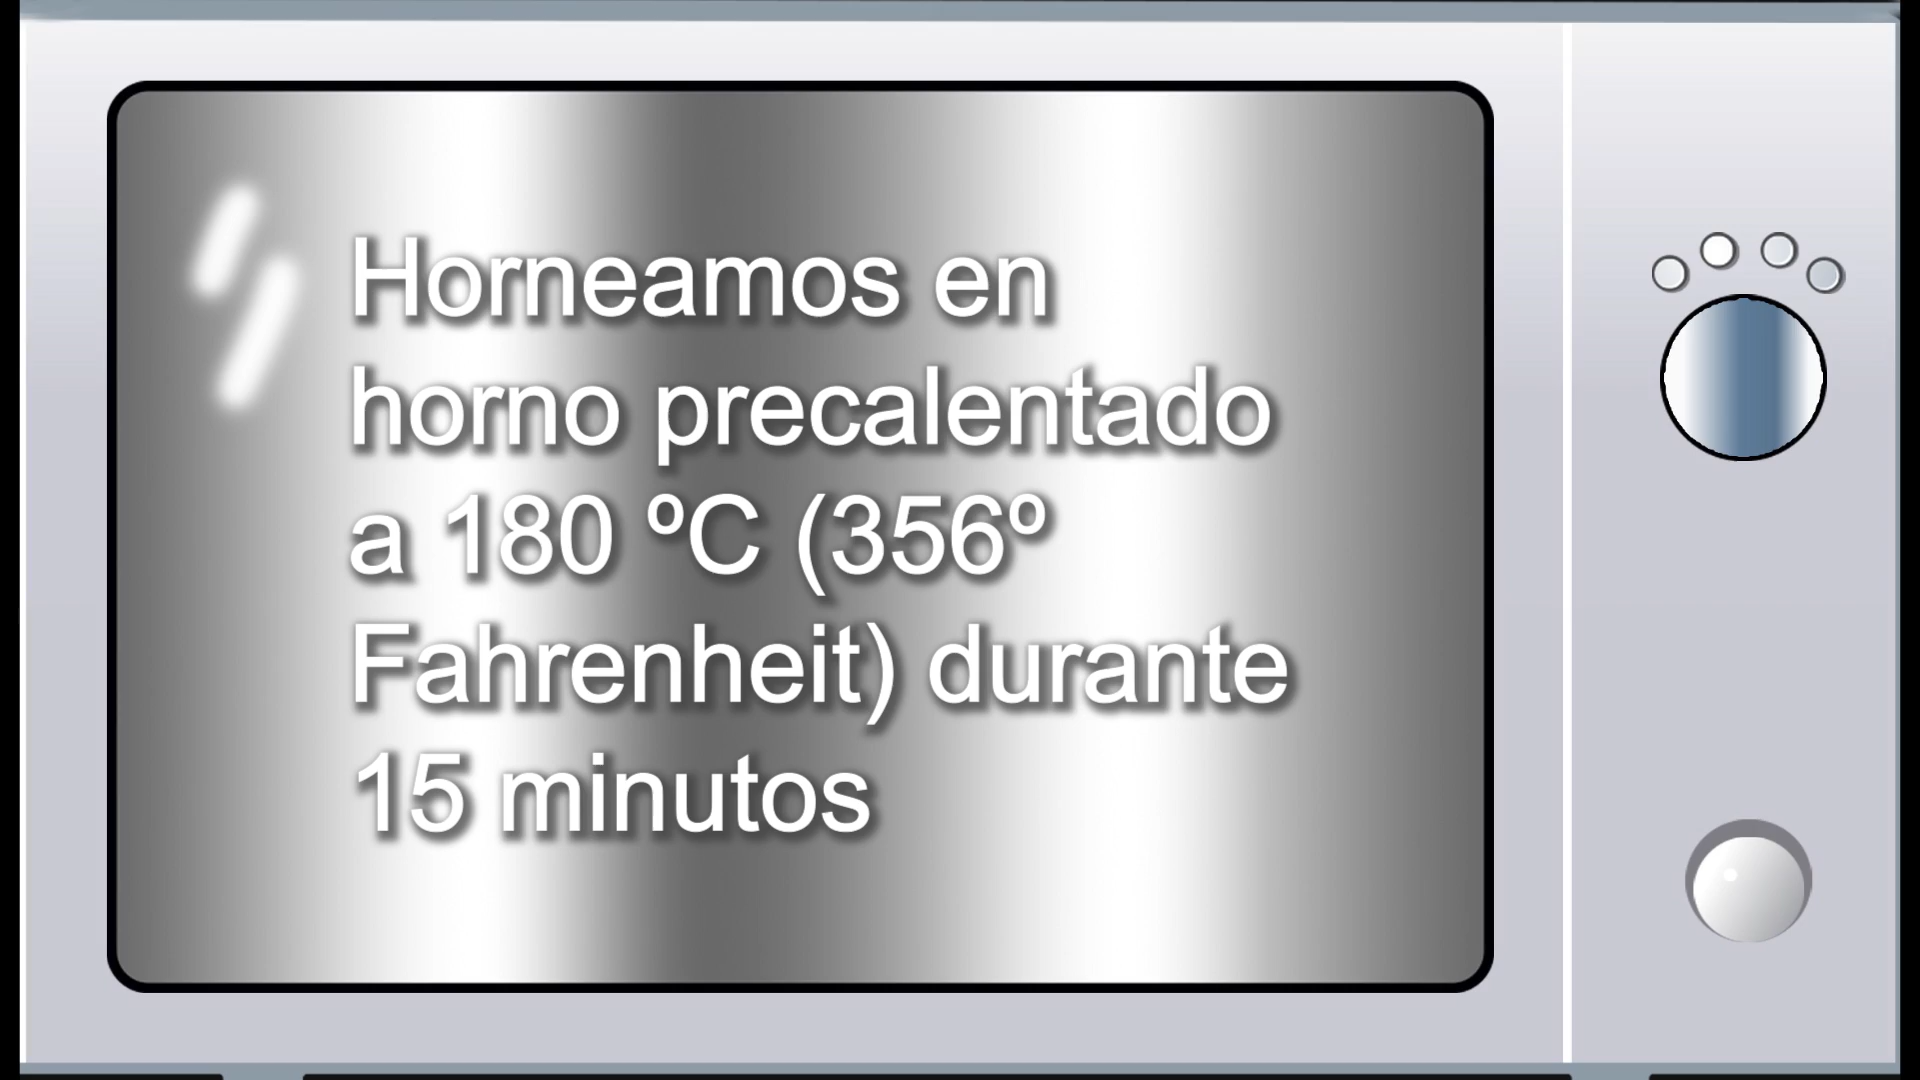 Horneamos en
horno precalentado
a 180 ºC (356º
Fahrenheit) durante
15 minutos